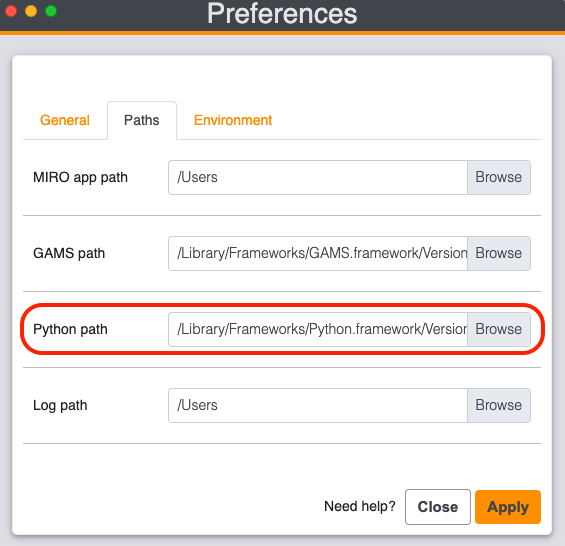 Preferences
General Paths Environment
MIRO app path /Users Browse
GAMS path /Library/Frameworks/GAMS.framework/Version Browse
Python path /Library/Frameworks/Python.framework/Version Browse
Log path /Users Browse
Need help? Close Apply